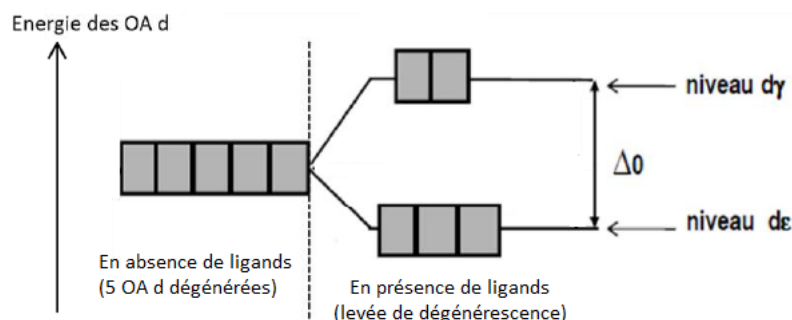 Energie des OA d
niveau dγ
Δ0
niveau dε
En absence de ligands
(5 OA d dégénérées)
En présence de ligands
(levée de dégénérescence)